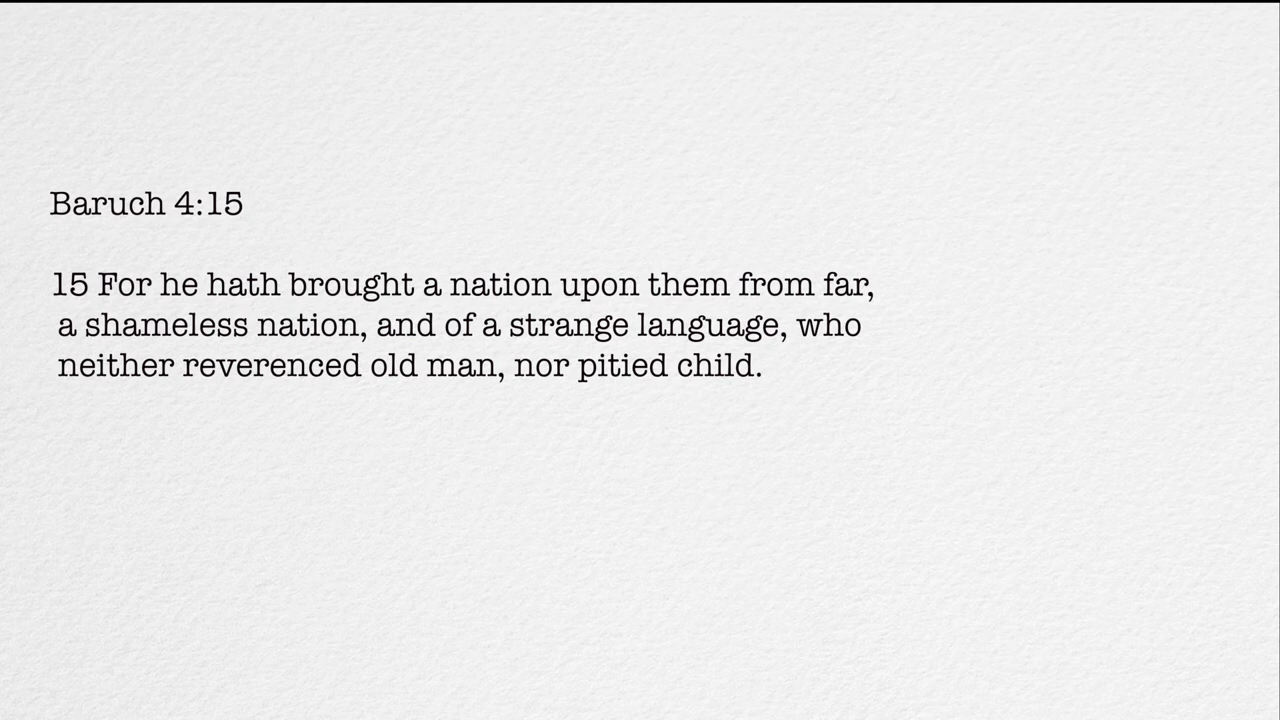 Baruch 4:15
15 For he hath brought a nation upon them from far,
a shameless nation, and of a strange language, who
neither reverenced old man, nor pitied child.